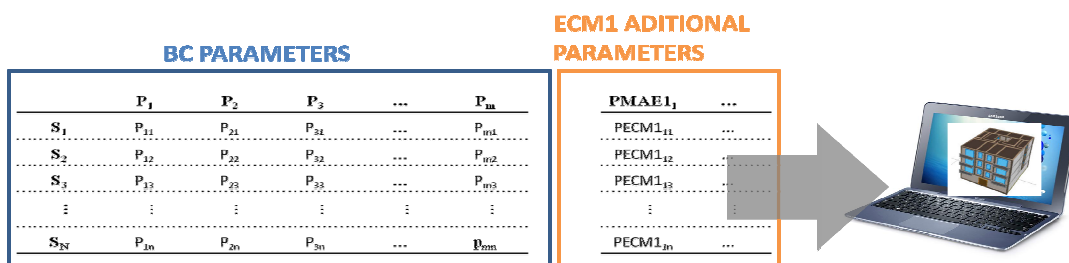 ECM1 ADITIONAL
BC PARAMETERS PARAMETERS
P1 P2 P3 ... Pm PMAE11 ...
S1 P11 P21 P31 ... Pm1 PECM111 ...
S2 P12 P22 P32 ... Pm2 PECM112 ...
S3 P13 P23 P33 ... Pm3 PECM113 ...
⋮ ⋮ ⋮ ⋮ ⋮ ⋮ ⋮ ⋮
SN P1n P2n P3n ... pmn PECM11n ...